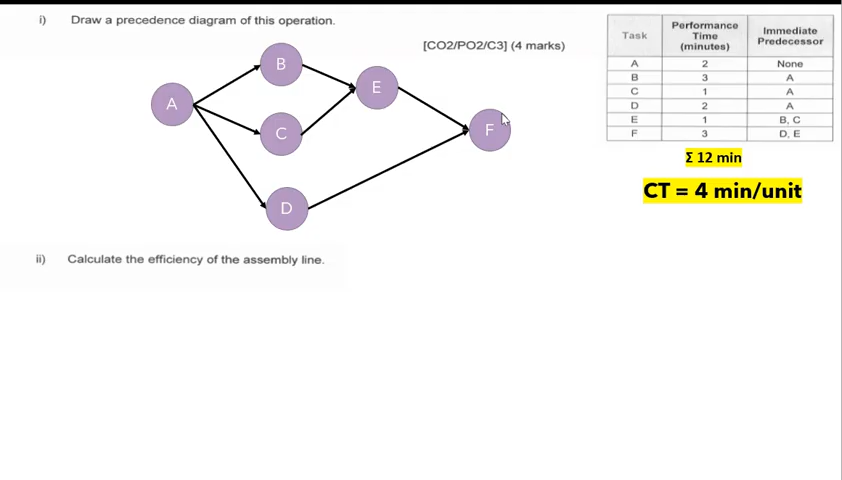 i) Draw a precedence diagram of this operation.
[CO2/PO2/C3] (4 marks)
A
B
C
D
E
F
Task Performance Time (minutes) Immediate Predecessor
A 2 None
B 3 A
C 1 A
D 2 A
E 1 B, C
F 3 D, E
Σ 12 min
CT = 4 min/unit
ii) Calculate the efficiency of the assembly line.